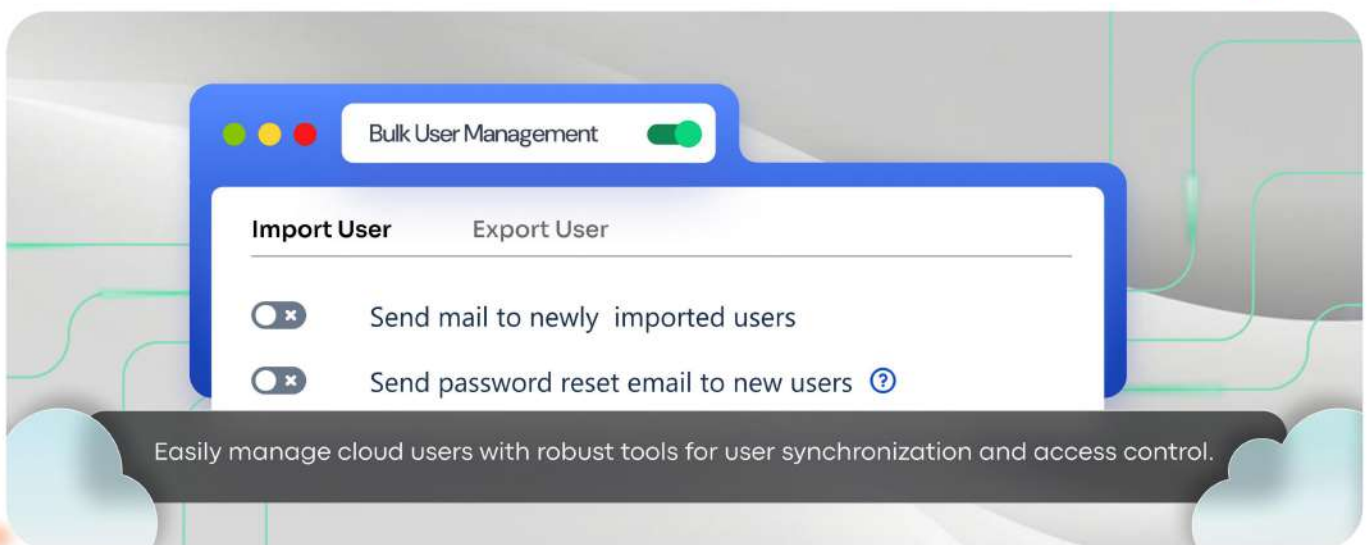 Bulk User Management
Import User Export User
Send mail to newly imported users
Send password reset email to new users ?
Easily manage cloud users with robust tools for user synchronization and access control.